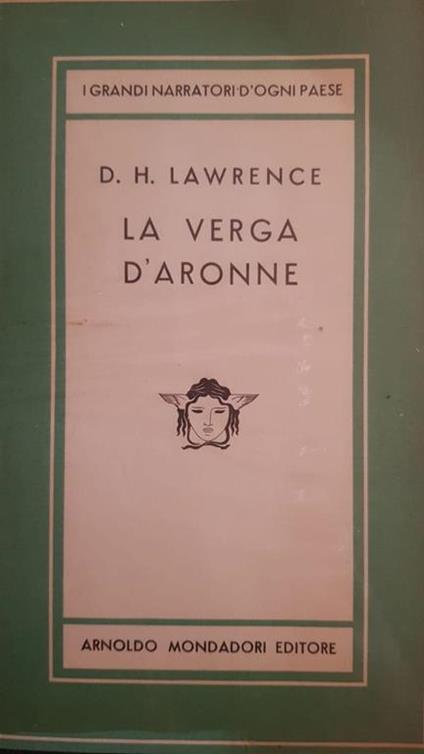 I GRANDI NARRATORI D'OGNI PAESE
D. H. LAWRENCE
LA VERGA
D'ARONNE
ARNOLDO MONDADORI EDITORE